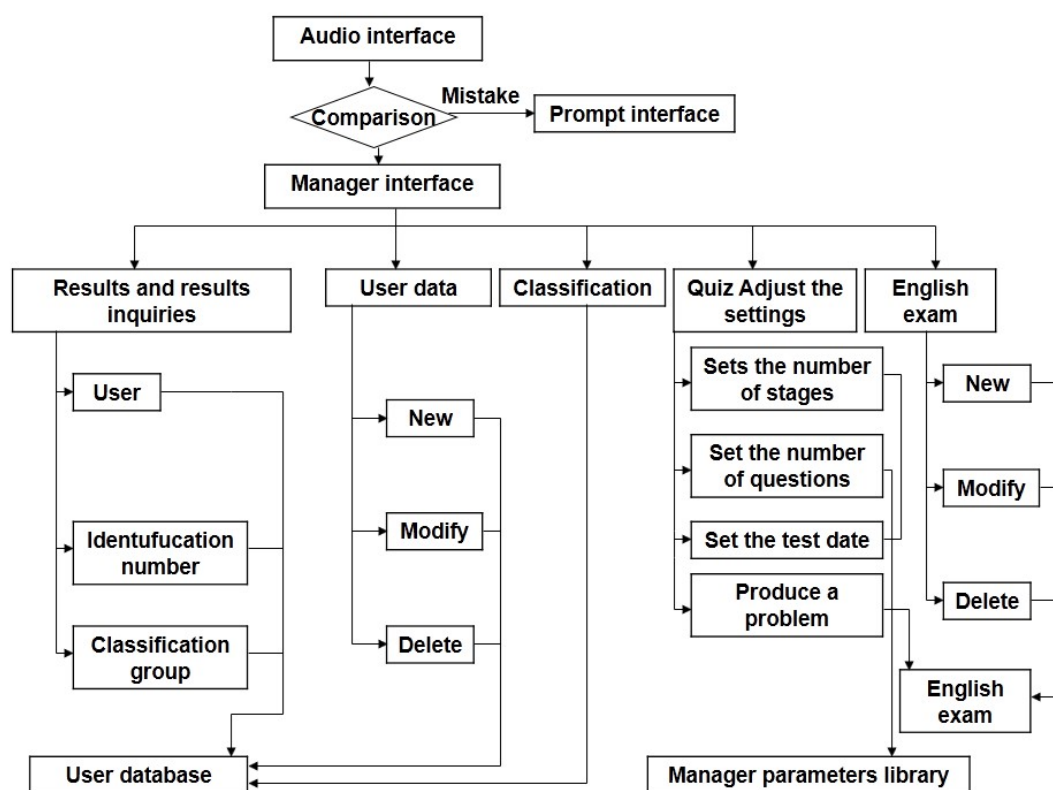 Audio interface
Mistake
Comparison
Prompt interface
Manager interface
Results and results
inquiries
User data
Classification
Quiz Adjust the
settings
English
exam
User
Identufucation
number
Classification
group
New
Modify
Delete
Sets the number
of stages
Set the number
of questions
Set the test date
Produce a
problem
New
Modify
Delete
English
exam
User database
Manager parameters library